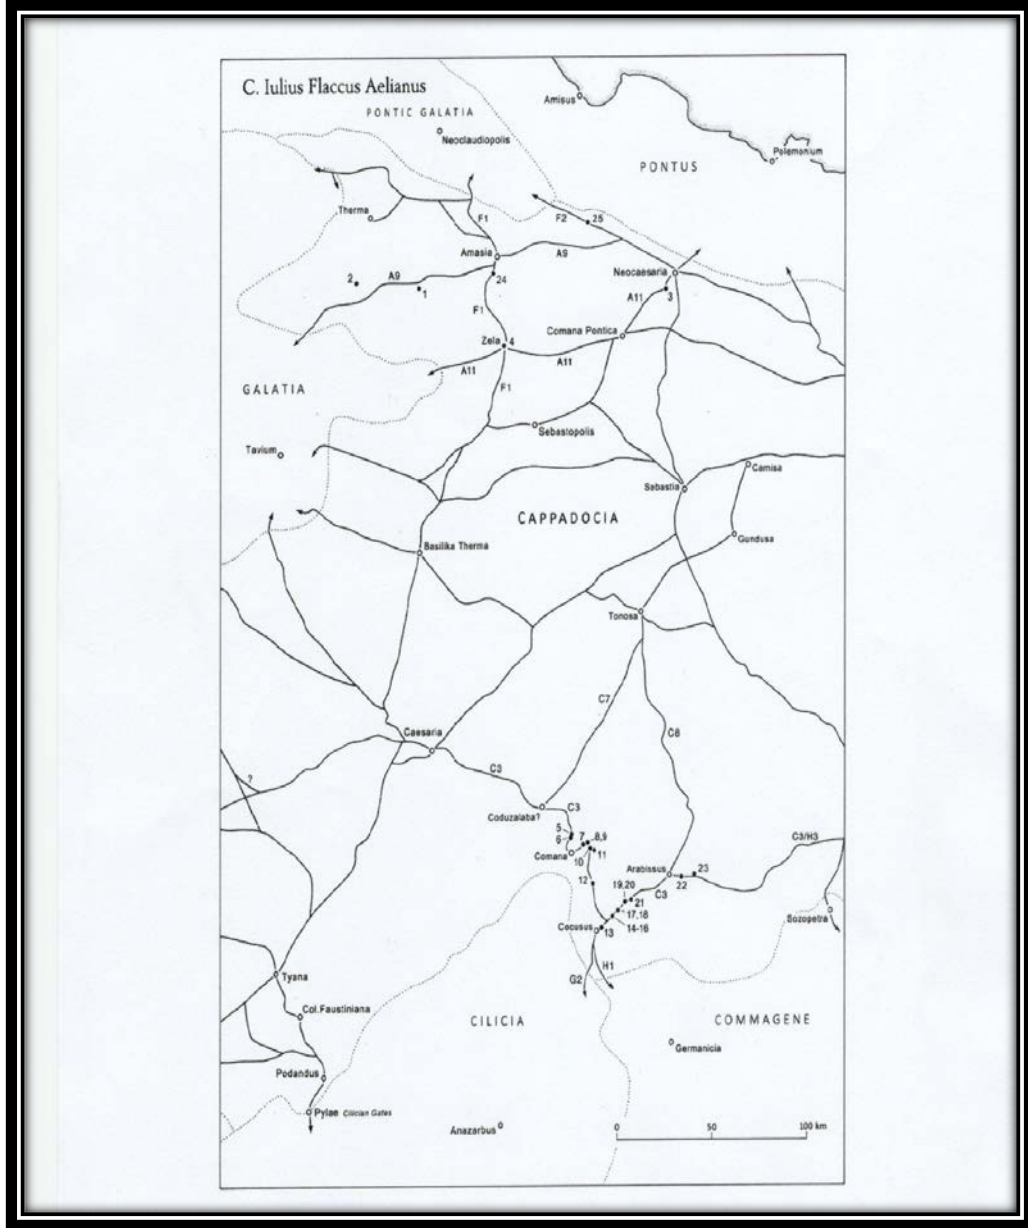 C. Iulius Flaccus Aelianus
PONTIC GALATIA
Amisus
Neoclaudiopolis
Polemonium
PONTUS
Therma
F1
F2
25
Amasia
A9
Neocaesaria
24
2
A9
1
A11
3
F1
Comana Pontica
Zela
4
A11
A11
F1
GALATIA
Sebastopolis
Tavium
Camisa
Sebastia
CAPPADOCIA
Gundusa
Basilika Therma
Tonosa
C7
C8
Caesaria
C3
?
Coduzalaba?
C3
5
6
7
8,9
C3/H3
Comana
10
11
Arabissus
23
22
12
19,20
21
C3
17,18
14-16
Cocusus
13
Sozopetra
G2
H1
Tyana
Col.Faustiniana
CILICIA
COMMAGENE
Germanicia
Podandus
Pylae Cilician Gates
Anazarbus
0
50
100 km